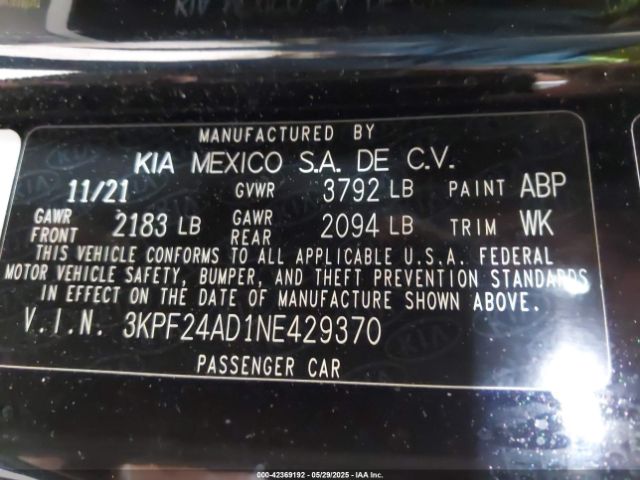 MANUFACTURED BY
KIA MEXICO S.A. DE C.V.
11/21 GVWR 3792 LB PAINT ABP
GAWR FRONT 2183 LB GAWR REAR 2094 LB TRIM WK
THIS VEHICLE CONFORMS TO ALL APPLICABLE U.S.A. FEDERAL
MOTOR VEHICLE SAFETY, BUMPER, AND THEFT PREVENTION STANDARDS
IN EFFECT ON THE DATE OF MANUFACTURE SHOWN ABOVE.
V.I.N. 3KPF24AD1NE429370
PASSENGER CAR
000-42369192 — 05/29/2025 — IAA Inc.